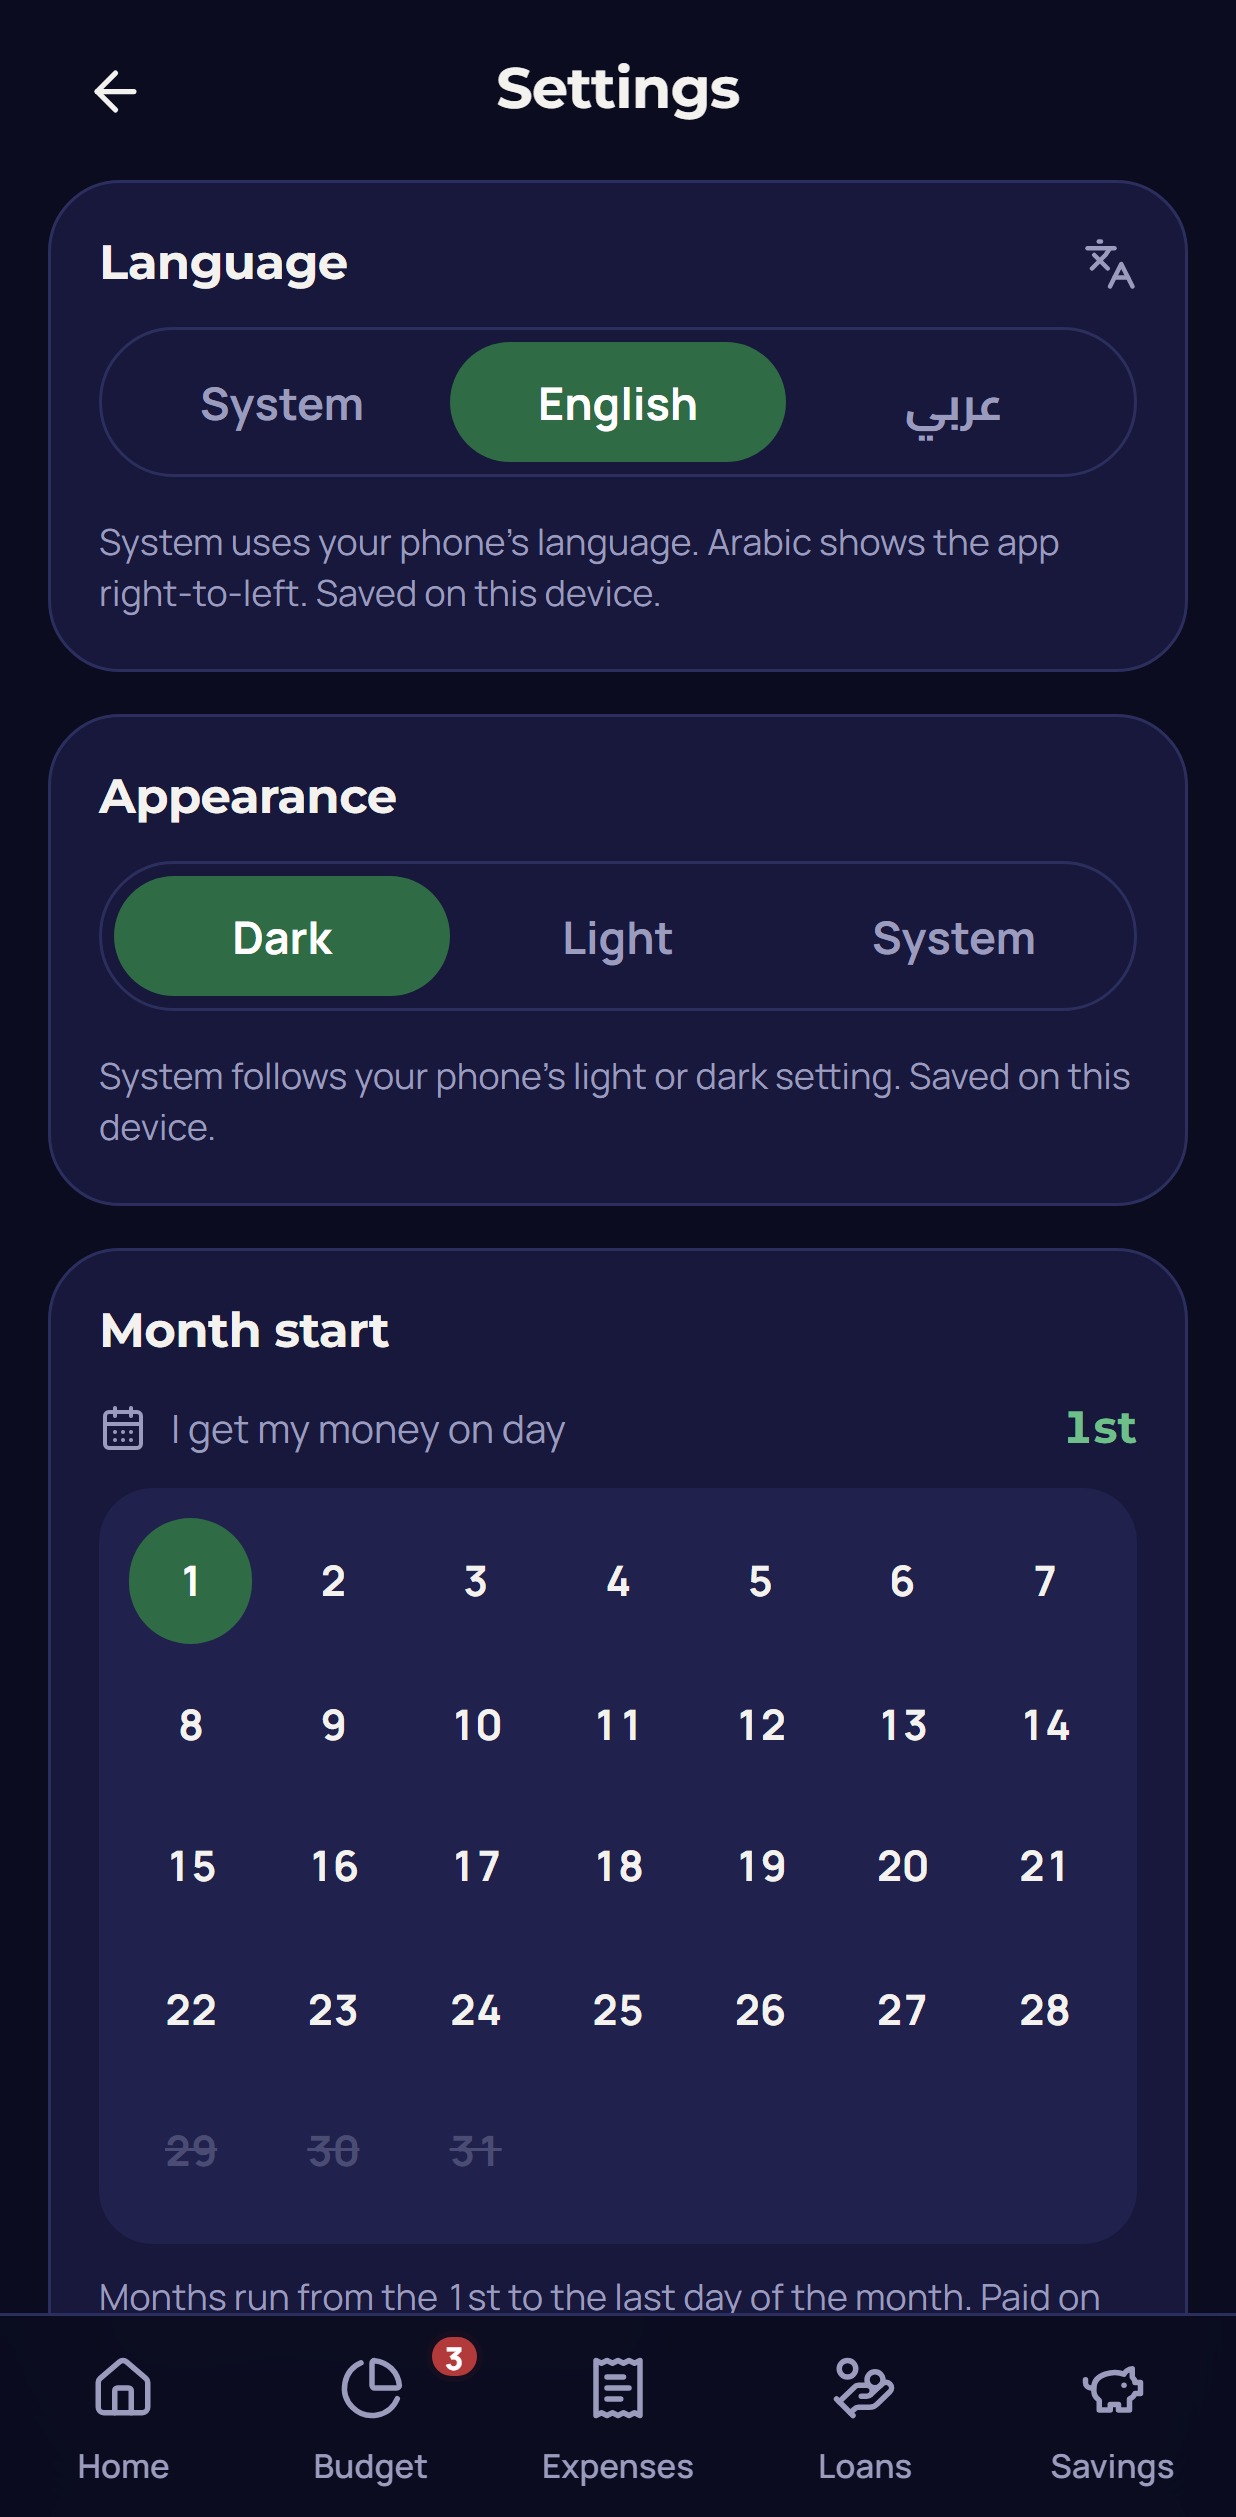 Settings
Language
System English عربي
System uses your phone's language. Arabic shows the app
right-to-left. Saved on this device.
Appearance
Dark Light System
System follows your phone's light or dark setting. Saved on this
device.
Month start
I get my money on day 1st
1 2 3 4 5 6 7
8 9 10 11 12 13 14
15 16 17 18 19 20 21
22 23 24 25 26 27 28
29 30 31
Months run from the 1st to the last day of the month. Paid on
3
Home Budget Expenses Loans Savings